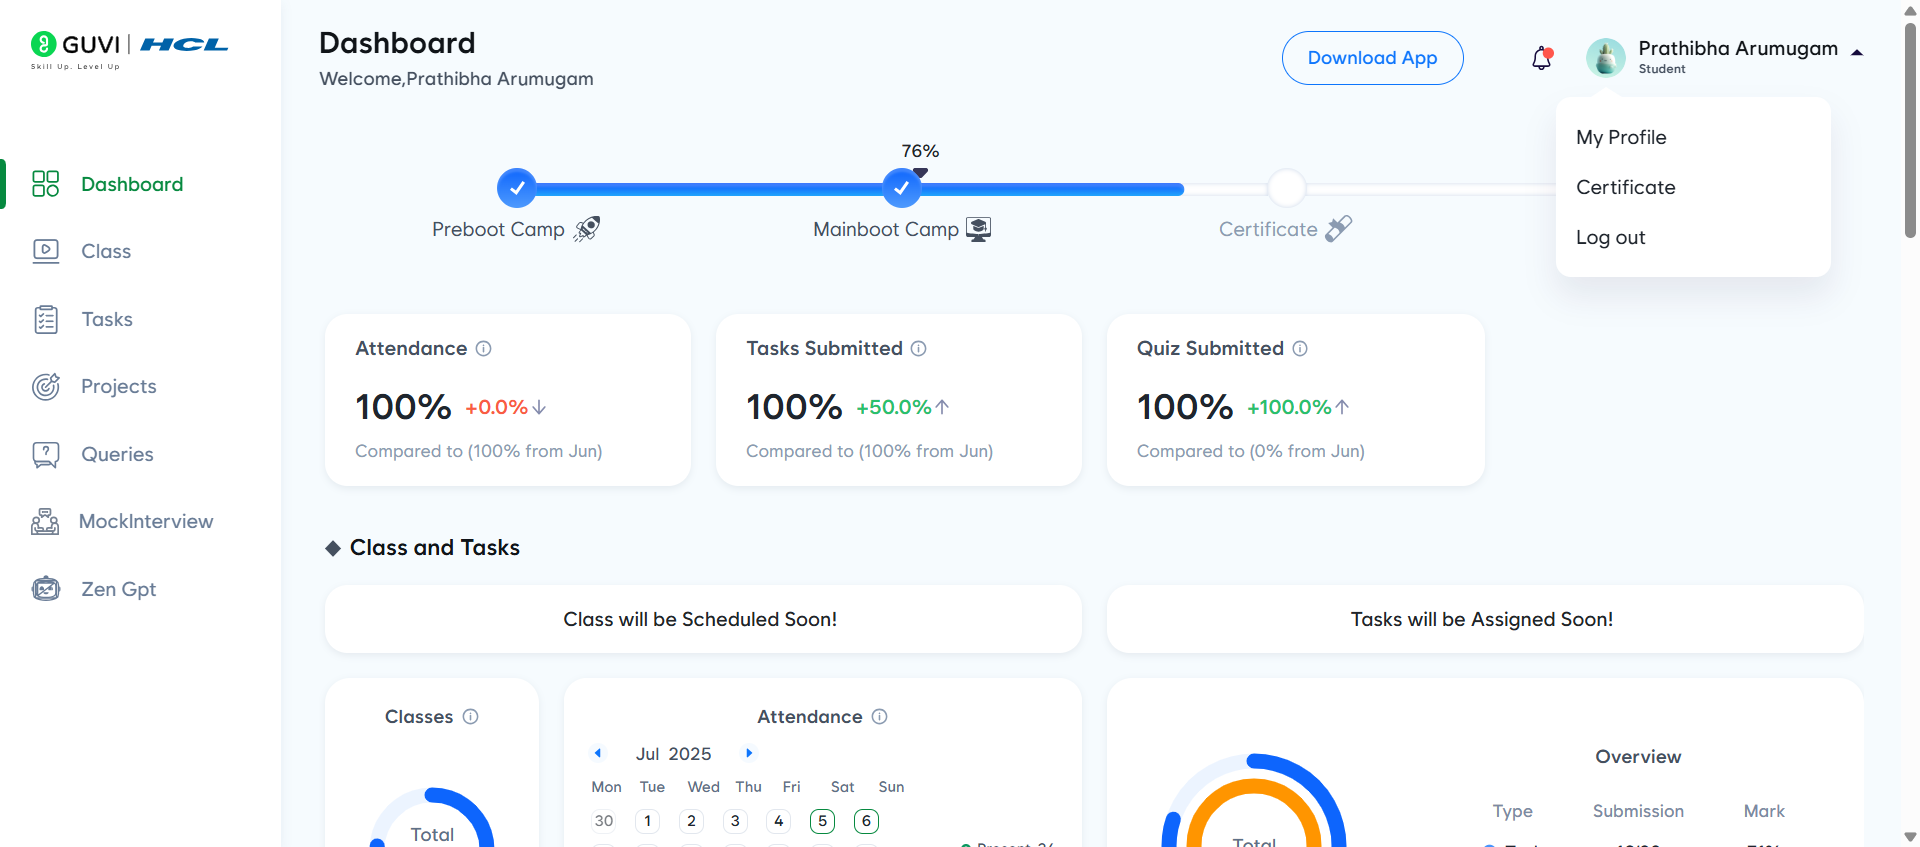 GUVI | HCL
Skill Up. Level Up
Dashboard
Class
Tasks
Projects
Queries
MockInterview
Zen Gpt
Dashboard
Welcome,Prathibha Arumugam
Download App
Prathibha Arumugam
Student
My Profile
Certificate
Log out
76%
Preboot Camp
Mainboot Camp
Certificate
Attendance
100% +0.0%
Compared to (100% from Jun)
Tasks Submitted
100% +50.0%
Compared to (100% from Jun)
Quiz Submitted
100% +100.0%
Compared to (0% from Jun)
Class and Tasks
Class will be Scheduled Soon!
Tasks will be Assigned Soon!
Classes
Total
Attendance
Jul 2025
Mon Tue Wed Thu Fri Sat Sun
30 1 2 3 4 5 6
Total
Overview
Type Submission Mark